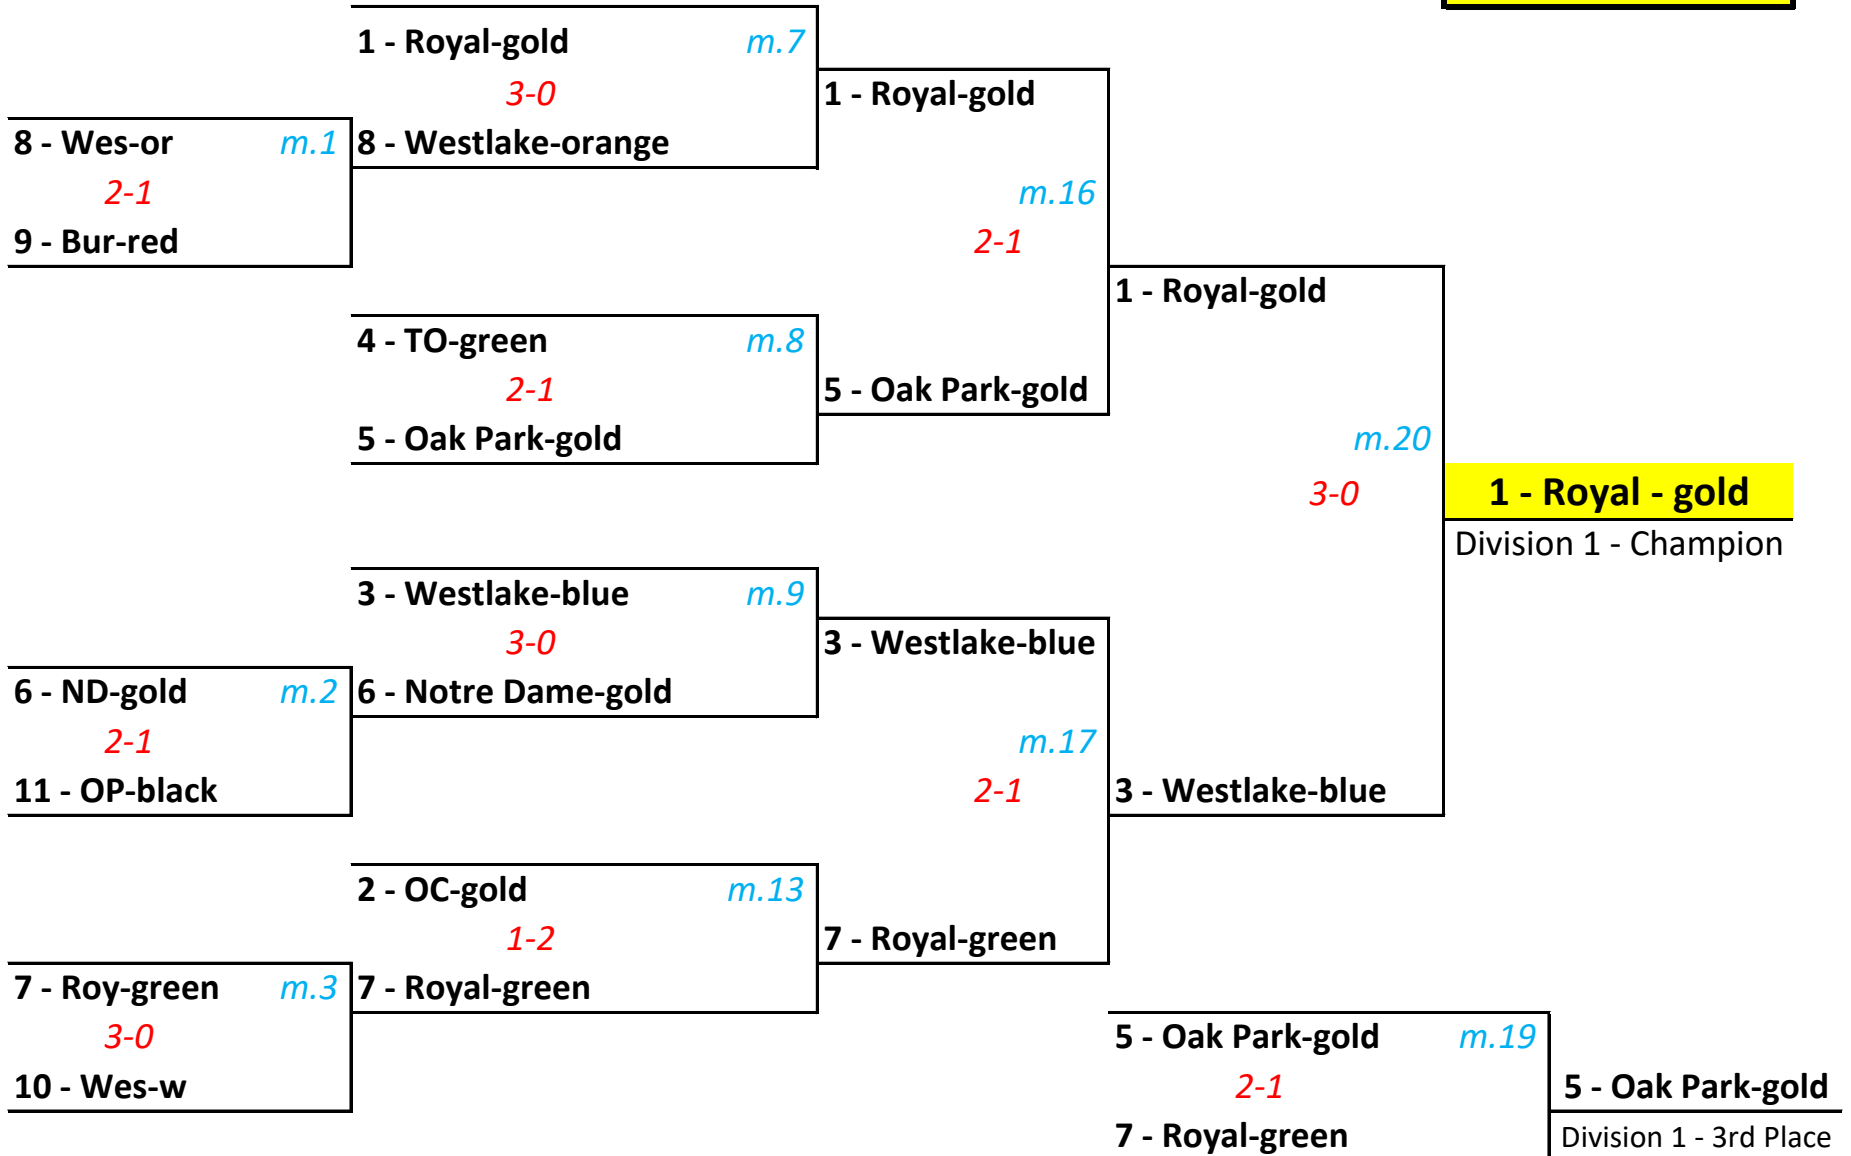 1 - Royal-gold m.7
3-0
8 - Westlake-orange
1 - Royal-gold
8 - Wes-or m.1
2-1
9 - Bur-red
m.16
2-1
4 - TO-green m.8
2-1
5 - Oak Park-gold
5 - Oak Park-gold
1 - Royal-gold
m.20
3-0
1 - Royal - gold
Division 1 - Champion
3 - Westlake-blue m.9
3-0
6 - Notre Dame-gold
3 - Westlake-blue
6 - ND-gold m.2
2-1
11 - OP-black
m.17
2-1
3 - Westlake-blue
2 - OC-gold m.13
1-2
7 - Royal-green
7 - Royal-green
7 - Roy-green m.3
3-0
10 - Wes-w
5 - Oak Park-gold m.19
2-1
7 - Royal-green
5 - Oak Park-gold
Division 1 - 3rd Place